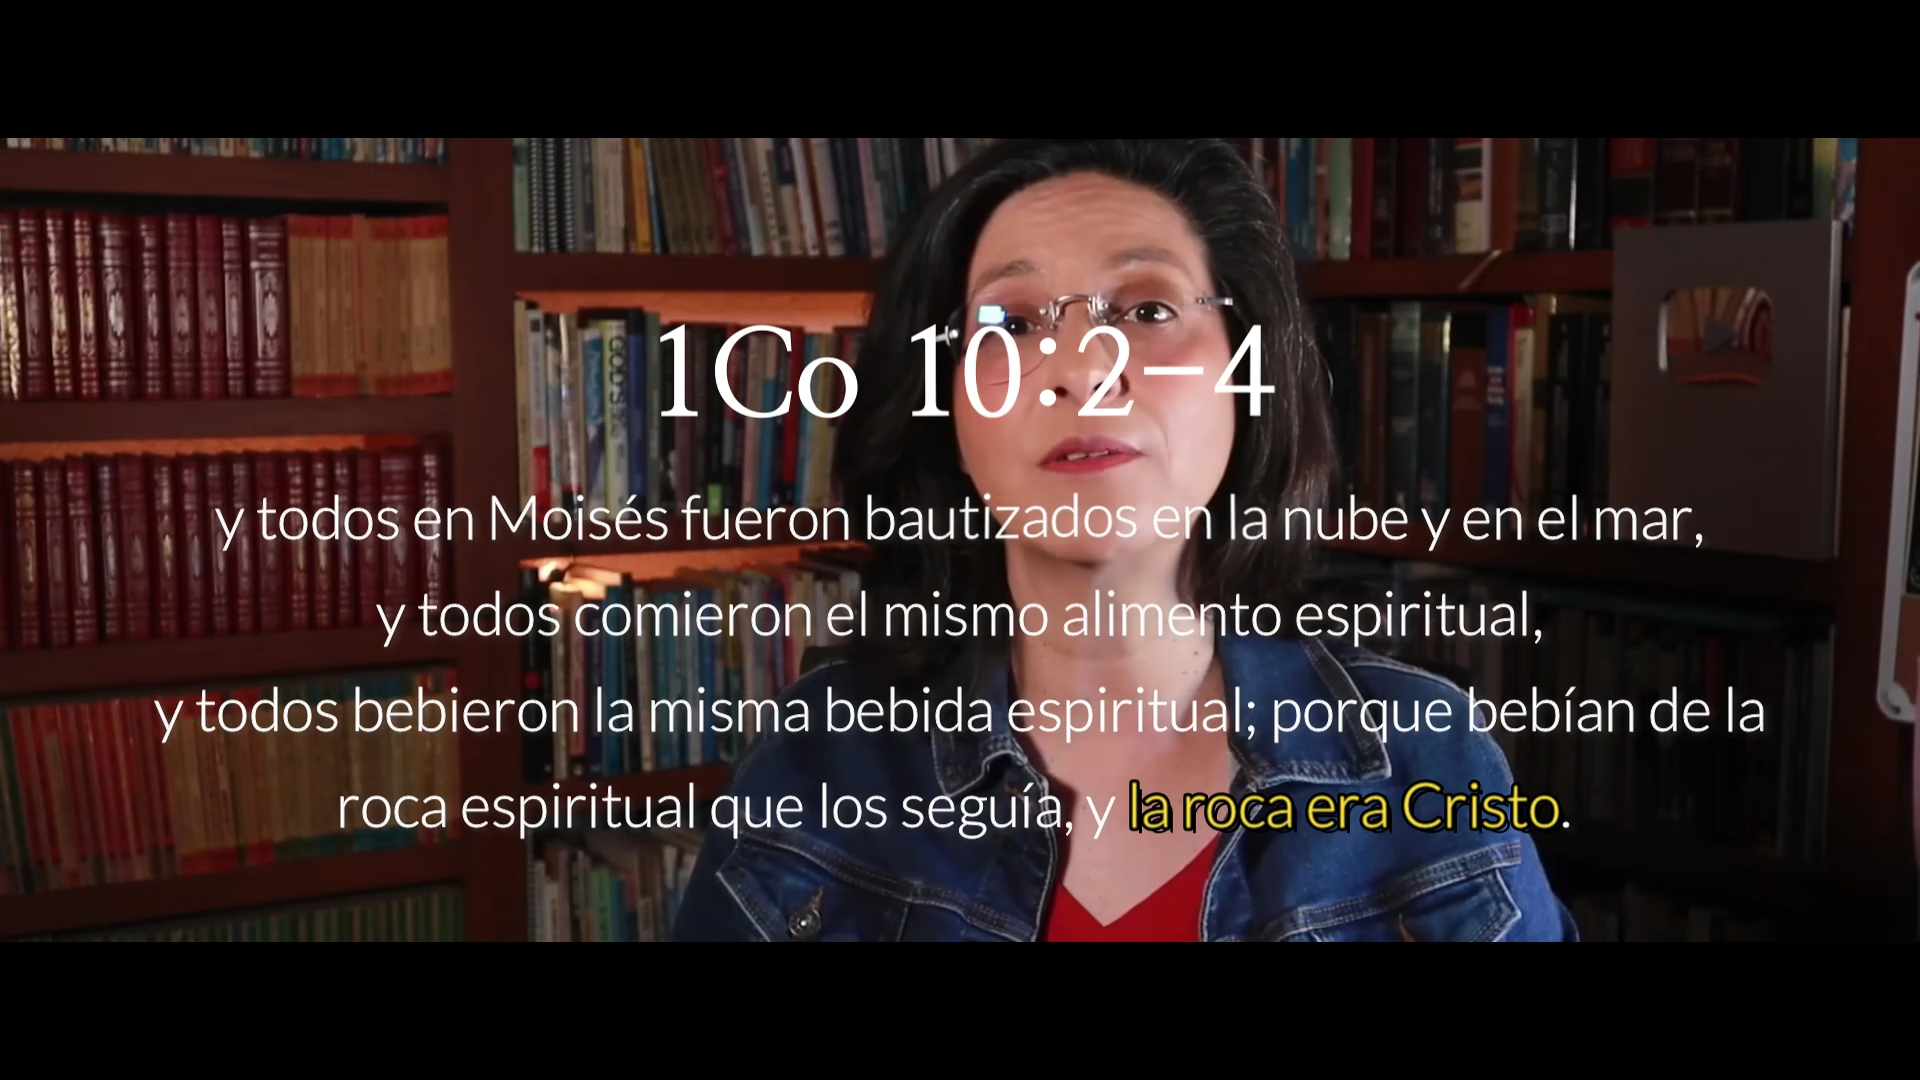 1Co 10:2–4
y todos en Moisés fueron bautizados en la nube y en el mar,
y todos comieron el mismo alimento espiritual,
y todos bebieron la misma bebida espiritual; porque bebían de la
roca espiritual que los seguía, y la roca era Cristo.